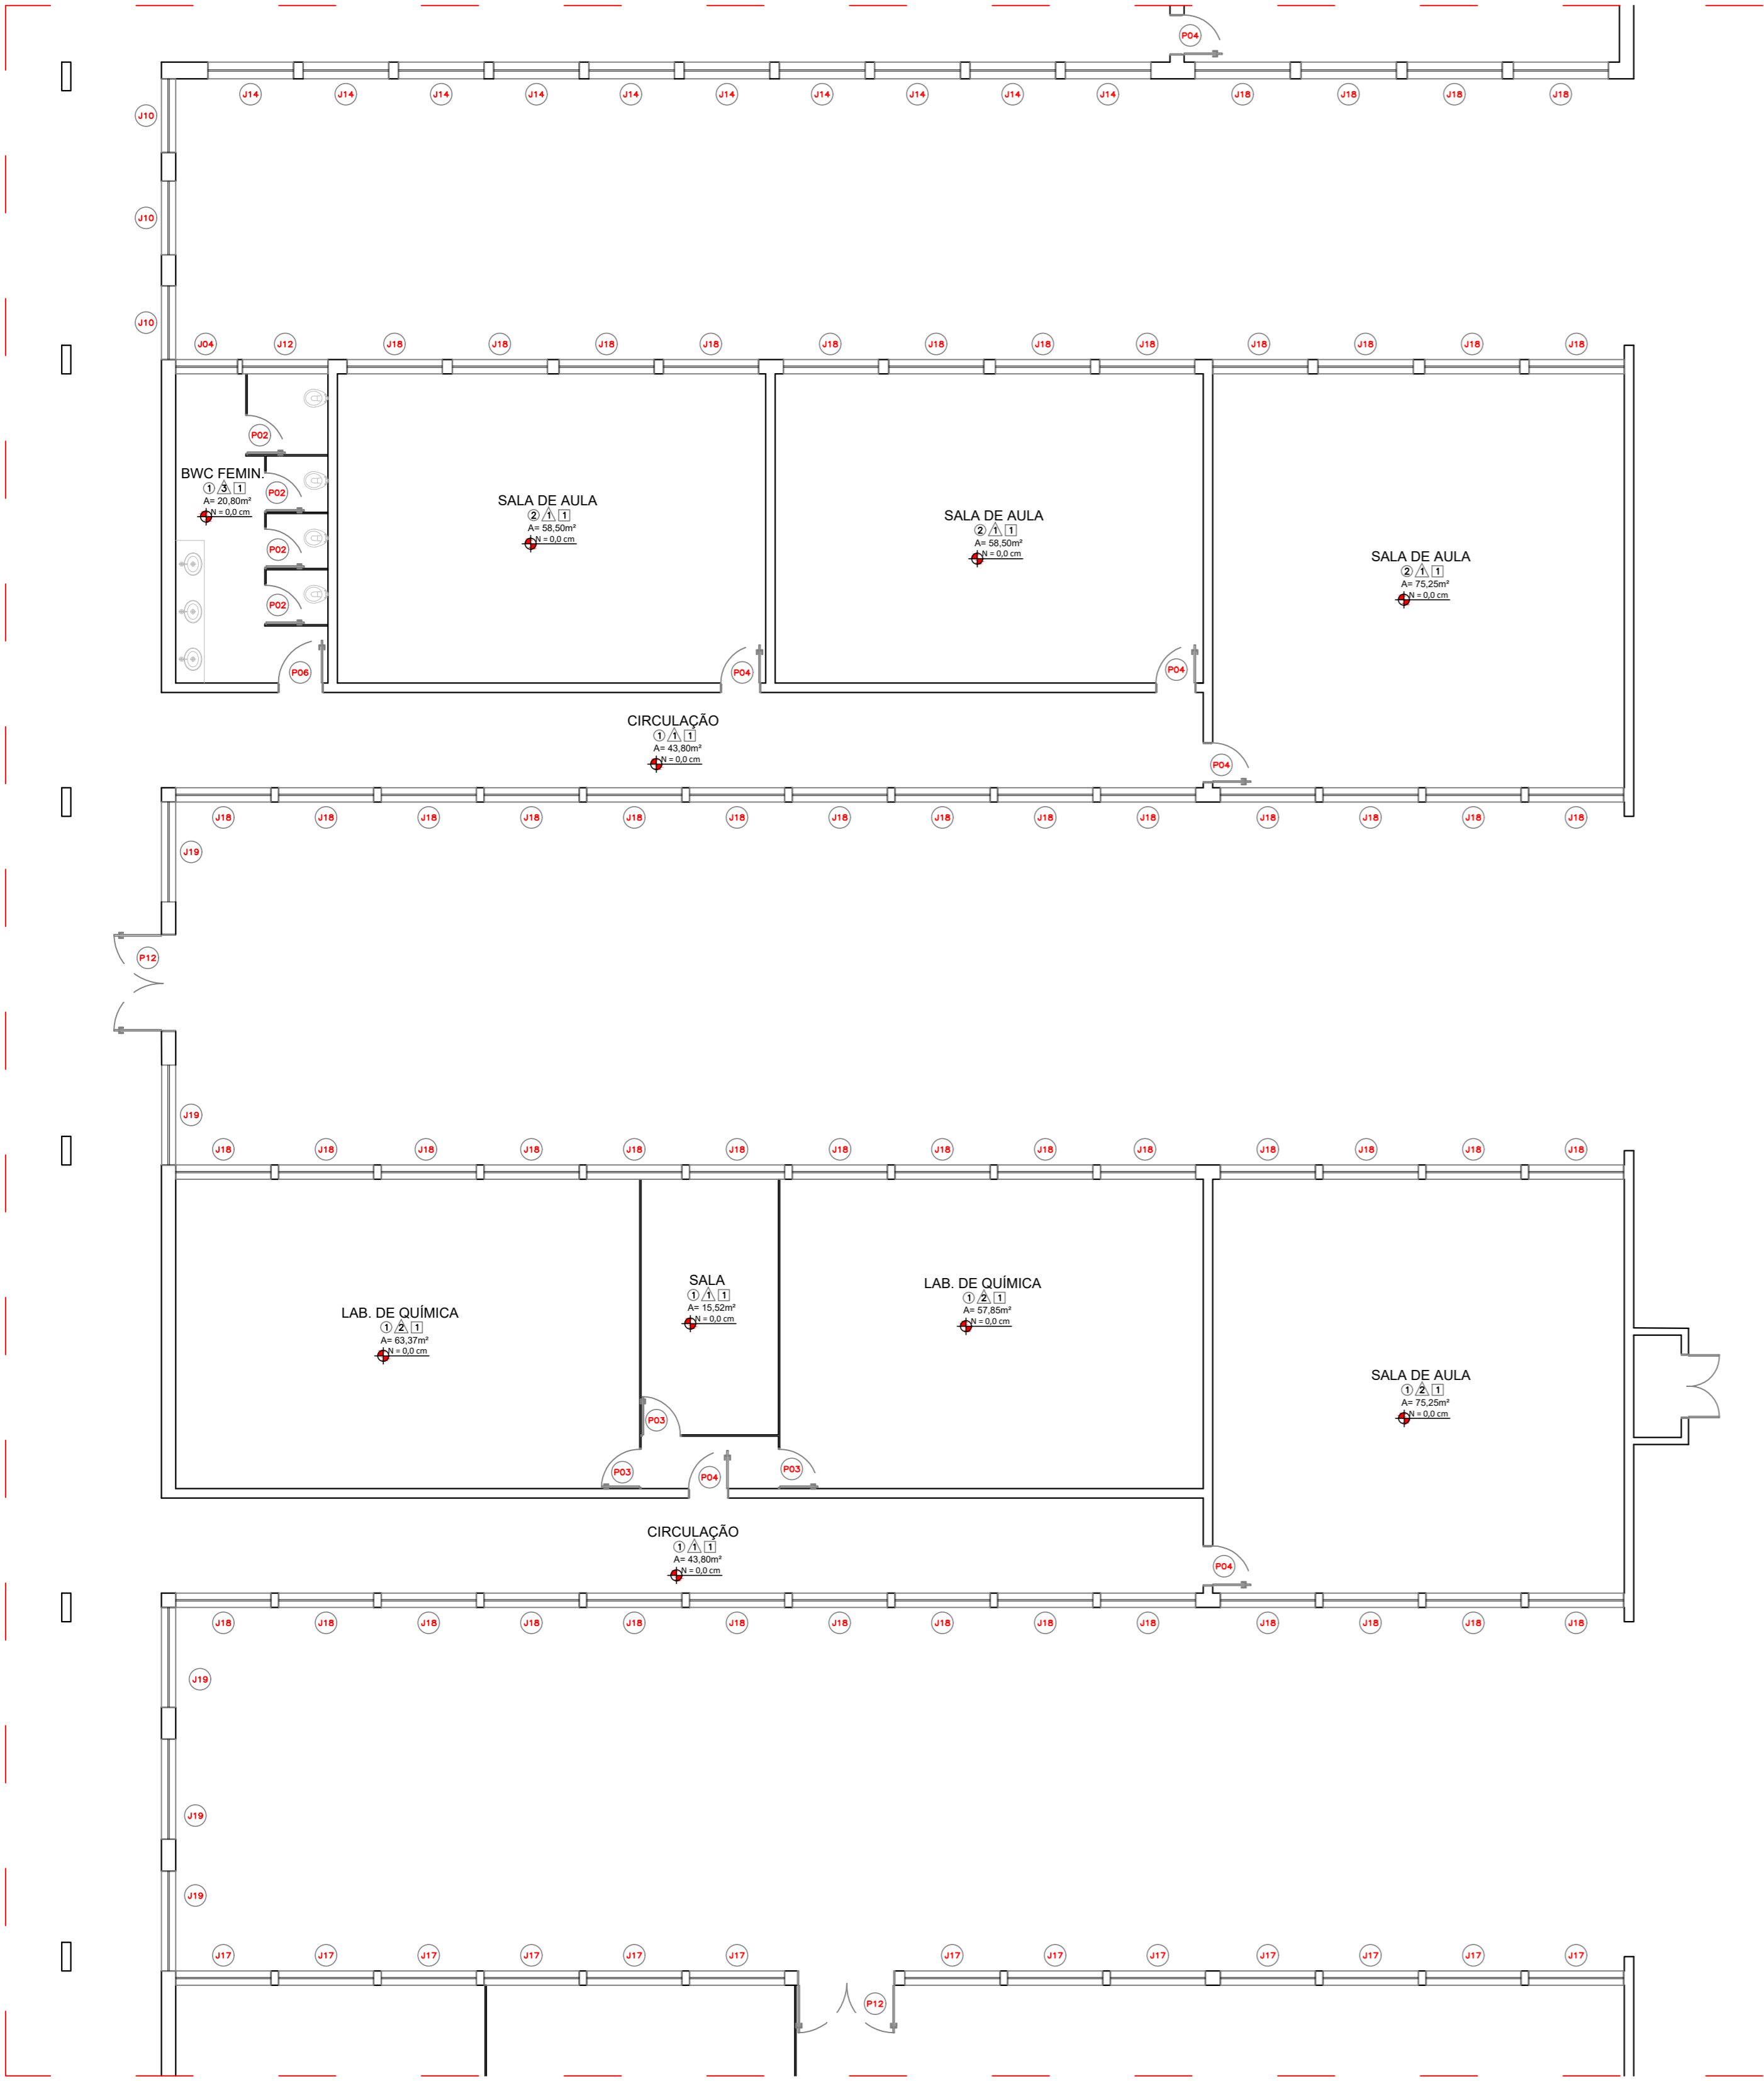 P04
J14 J14 J14 J14 J14 J14 J14 J14 J14 J14 J18 J18 J18 J18
J10
J10
J10
J04 J12 J18 J18 J18 J18 J18 J18 J18 J18 J18 J18 J18 J18
P02
BWC FEMIN.
1 3 1
A= 20,80m²
N = 0,0 cm
P02
P02
P02
P06
SALA DE AULA
2 1 1
A= 58,50m²
N = 0,0 cm
P04
SALA DE AULA
2 1 1
A= 58,50m²
N = 0,0 cm
P04
SALA DE AULA
2 1 1
A= 75,25m²
N = 0,0 cm
CIRCULAÇÃO
1 1 1
A= 43,80m²
N = 0,0 cm
P04
J18 J18 J18 J18 J18 J18 J18 J18 J18 J18 J18 J18 J18 J18
J19
P12
J19
J18 J18 J18 J18 J18 J18 J18 J18 J18 J18 J18 J18 J18 J18
LAB. DE QUÍMICA
1 2 1
A= 63,37m²
N = 0,0 cm
SALA
1 1 1
A= 15,52m²
N = 0,0 cm
LAB. DE QUÍMICA
1 2 1
A= 57,85m²
N = 0,0 cm
SALA DE AULA
1 2 1
A= 75,25m²
N = 0,0 cm
P03
P03 P04 P03
CIRCULAÇÃO
1 1 1
A= 43,80m²
N = 0,0 cm
P04
J18 J18 J18 J18 J18 J18 J18 J18 J18 J18 J18 J18 J18 J18
J19
J19
J19
J17 J17 J17 J17 J17 J17 J17 J17 J17 J17 J17 J17 J17
P12